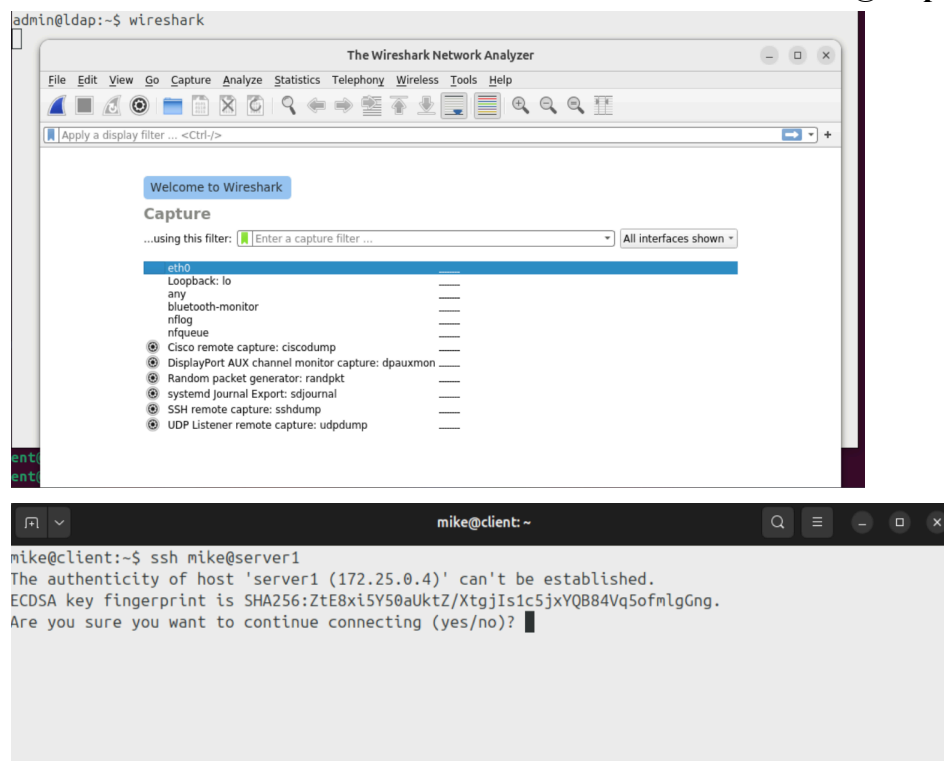 admin@ldap:~$ wireshark
The Wireshark Network Analyzer
File Edit View Go Capture Analyze Statistics Telephony Wireless Tools Help
Apply a display filter ... <Ctrl-/>
Welcome to Wireshark
Capture
...using this filter: Enter a capture filter ... All interfaces shown
eth0
Loopback: lo
any
bluetooth-monitor
nflog
nfqueue
Cisco remote capture: ciscodump
DisplayPort AUX channel monitor capture: dpauxmon
Random packet generator: randpkt
systemd Journal Export: sdjournal
SSH remote capture: sshdump
UDP Listener remote capture: udpdump
ent@
ent@
mike@client: ~
mike@client:~$ ssh mike@server1
The authenticity of host 'server1 (172.25.0.4)' can't be established.
ECDSA key fingerprint is SHA256:ZtE8xi5Y50aUktZ/XtgjIs1c5jxYQB84Vq5ofmlgGng.
Are you sure you want to continue connecting (yes/no)?